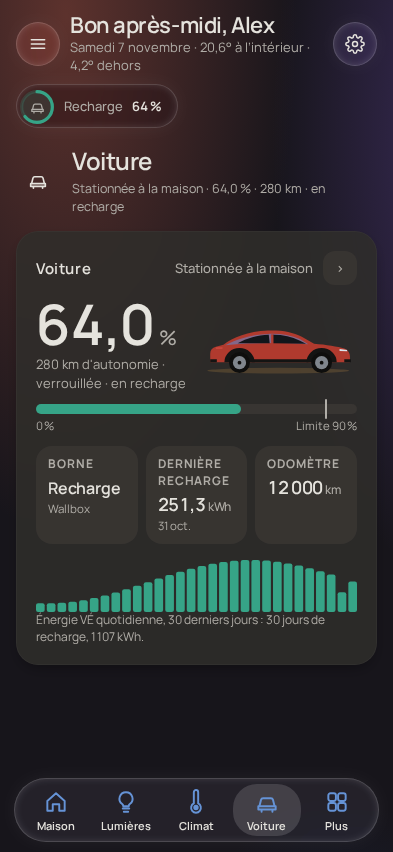 Bon après-midi, Alex
Samedi 7 novembre · 20,6° à l'intérieur ·
4,2° dehors
Recharge 64 %
Voiture
Stationnée à la maison · 64,0 % · 280 km · en
recharge
Voiture
Stationnée à la maison
64,0 %
280 km d'autonomie ·
verrouillée · en recharge
0 %
Limite 90 %
BORNE
Recharge
Wallbox
DERNIÈRE
RECHARGE
251,3 kWh
31 oct.
ODOMÈTRE
12 000 km
Énergie VÉ quotidienne, 30 derniers jours : 30 jours de
recharge, 1 107 kWh.
Maison
Lumières
Climat
Voiture
Plus